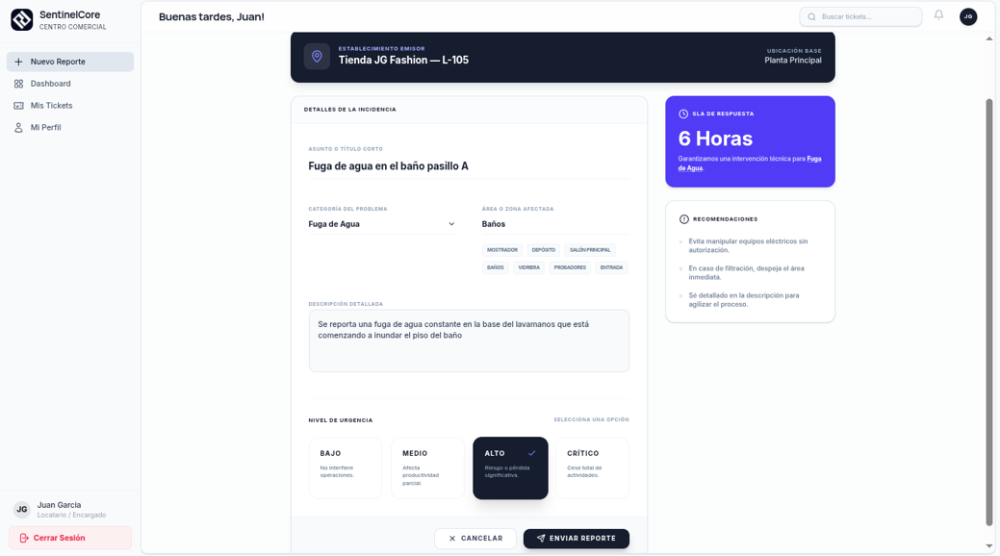 SentinelCore
CENTRO COMERCIAL
Nuevo Reporte
Dashboard
Mis Tickets
Mi Perfil
JG
Juan Garcia
Locatario / Encargado
Cerrar Sesión
Buenas tardes, Juan!
Buscar tickets...
JG
ESTABLECIMIENTO EMISOR
Tienda JG Fashion — L-105
UBICACIÓN BASE
Planta Principal
DETALLES DE LA INCIDENCIA
ASUNTO O TÍTULO CORTO
Fuga de agua en el baño pasillo A
CATEGORÍA DEL PROBLEMA
Fuga de Agua
ÁREA O ZONA AFECTADA
Baños
MOSTRADOR DEPÓSITO SALÓN PRINCIPAL
BAÑOS VIDRIERA PROBADORES ENTRADA
DESCRIPCIÓN DETALLADA
Se reporta una fuga de agua constante en la base del lavamanos que está
comenzando a inundar el piso del baño
NIVEL DE URGENCIA
SELECCIONA UNA OPCIÓN
BAJO
No interfiere
operaciones.
MEDIO
Afecta
productividad
parcial.
ALTO
Riesgo o pérdida
significativa.
CRÍTICO
Cese total de
actividades.
CANCELAR
ENVIAR REPORTE
SLA DE RESPUESTA
6 Horas
Garantizamos una intervención técnica para Fuga
de Agua.
RECOMENDACIONES
Evita manipular equipos eléctricos sin
autorización.
En caso de filtración, despeja el área
inmediata.
Sé detallado en la descripción para
agilizar el proceso.